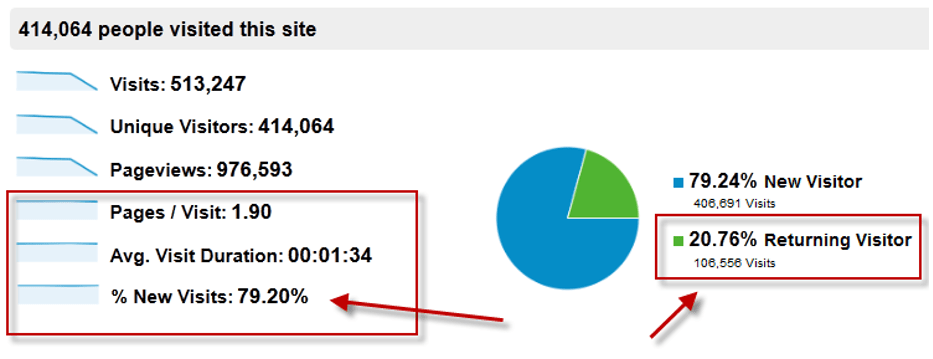 414,064 people visited this site
Visits: 513,247
Unique Visitors: 414,064
Pageviews: 976,593
Pages / Visit: 1.90
Avg. Visit Duration: 00:01:34
% New Visits: 79.20%
79.24% New Visitor
406,691 Visits
20.76% Returning Visitor
106,556 Visits